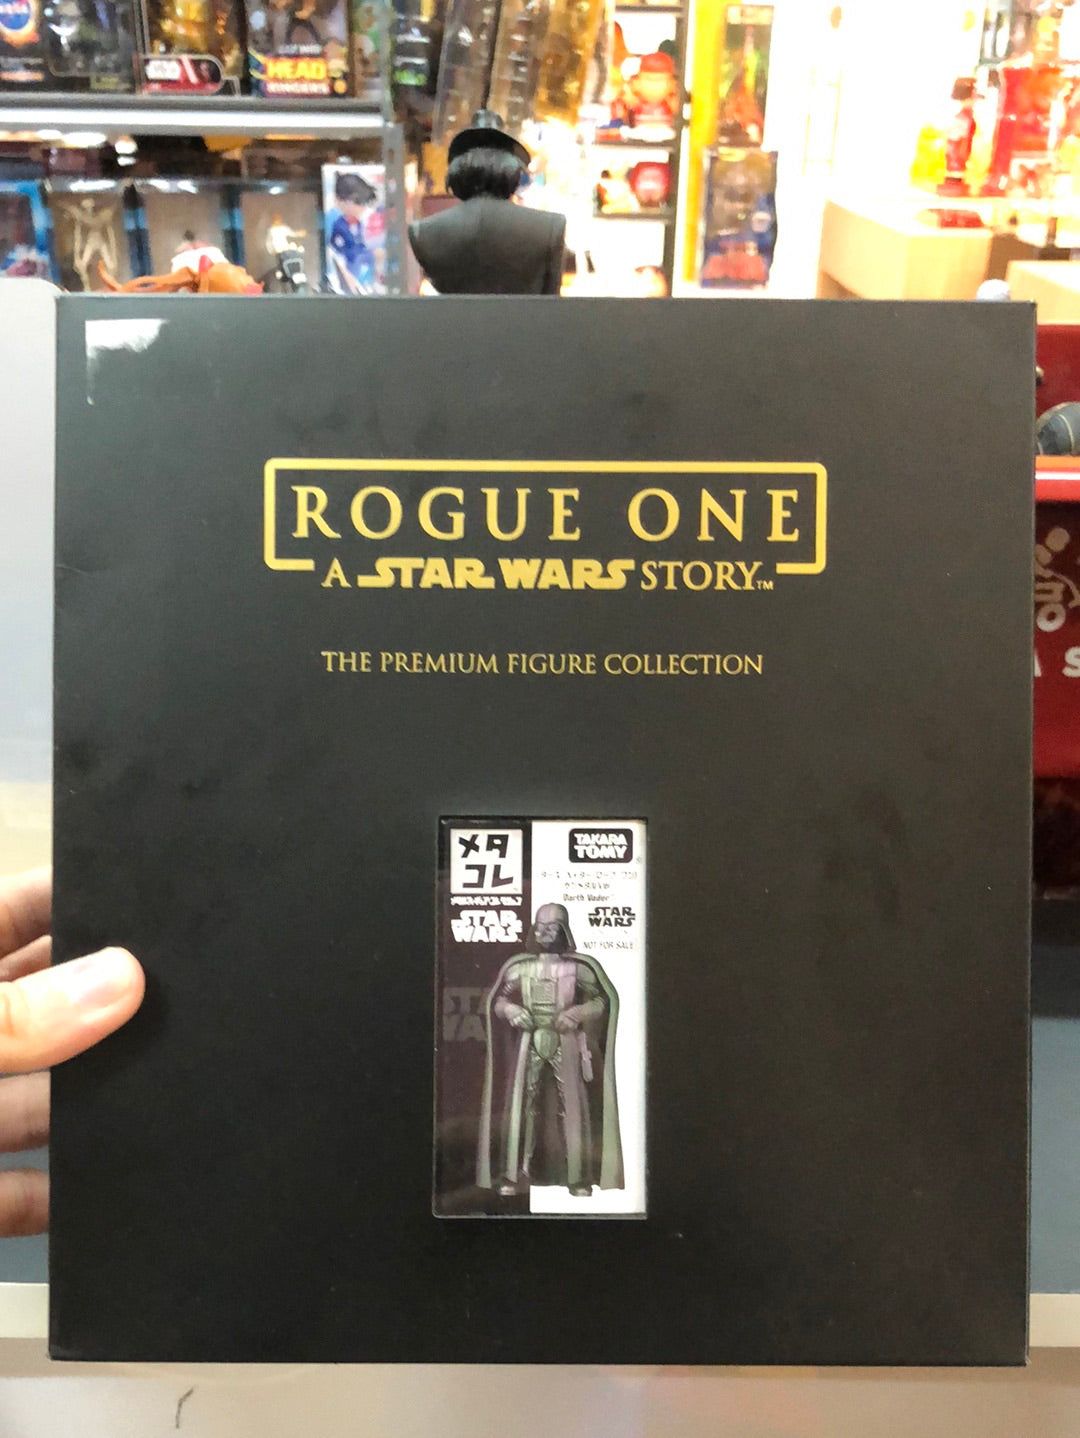 HEAD
ROGUE ONE
A STAR WARS STORY™
THE PREMIUM FIGURE COLLECTION
メタ
コレ
STAR
WARS
TAKARA
TOMY
Darth Vader
STAR
WARS
NOT FOR SALE